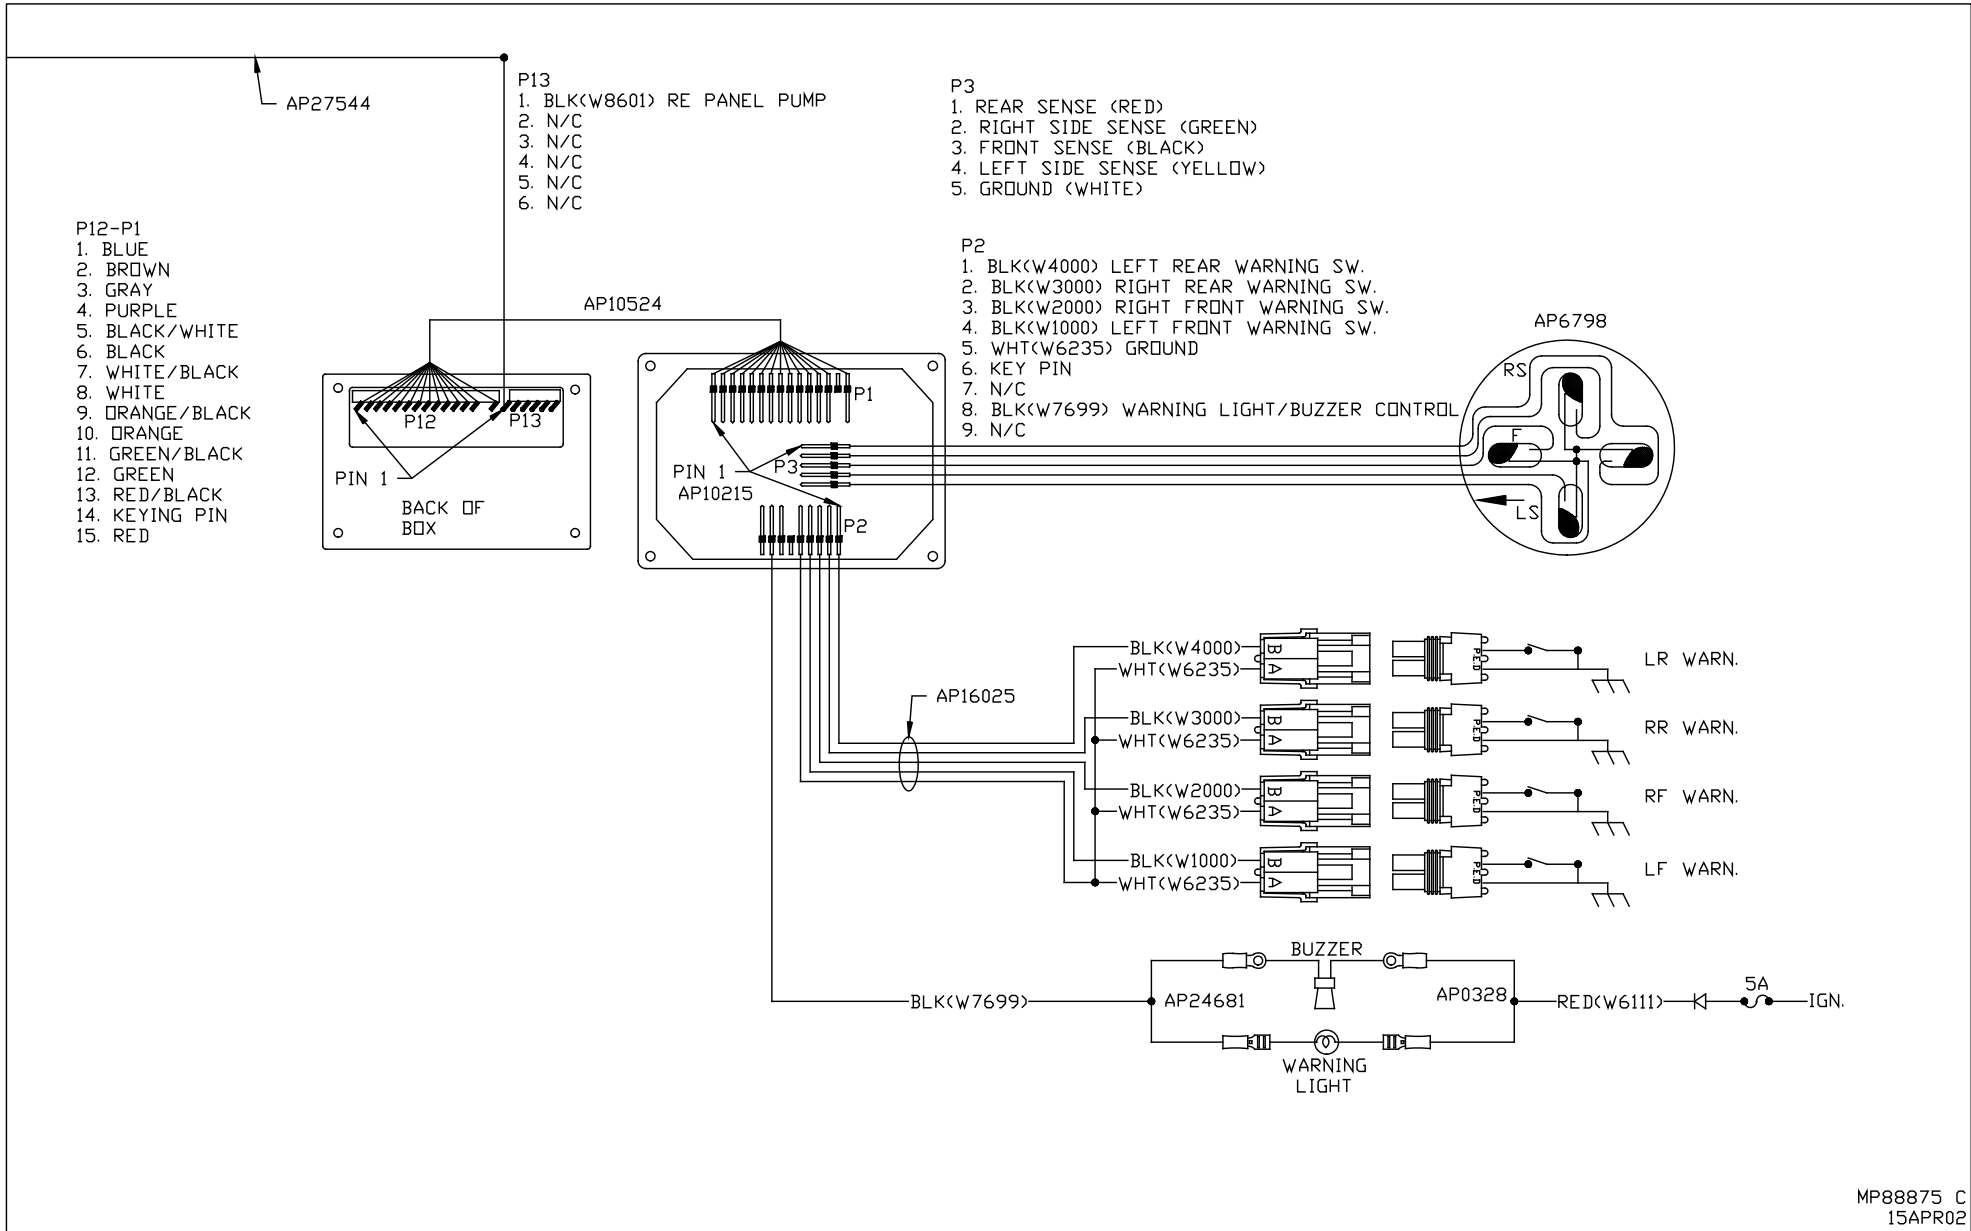 AP27544
P13
1. BLK(W8601) RE PANEL PUMP
2. N/C
3. N/C
4. N/C
5. N/C
6. N/C
P3
1. REAR SENSE (RED)
2. RIGHT SIDE SENSE (GREEN)
3. FRONT SENSE (BLACK)
4. LEFT SIDE SENSE (YELLOW)
5. GROUND (WHITE)
P12-P1
1. BLUE
2. BROWN
3. GRAY
4. PURPLE
5. BLACK/WHITE
6. BLACK
7. WHITE/BLACK
8. WHITE
9. ORANGE/BLACK
10. ORANGE
11. GREEN/BLACK
12. GREEN
13. RED/BLACK
14. KEYING PIN
15. RED
P2
1. BLK(W4000) LEFT REAR WARNING SW.
2. BLK(W3000) RIGHT REAR WARNING SW.
3. BLK(W2000) RIGHT FRONT WARNING SW.
4. BLK(W1000) LEFT FRONT WARNING SW.
5. WHT(W6235) GROUND
6. KEY PIN
7. N/C
8. BLK(W7699) WARNING LIGHT/BUZZER CONTROL
9. N/C
AP10524
P12
P13
PIN 1
BACK OF
BOX
P1
P3
PIN 1
AP10215
P2
AP6798
RS
F
LS
AP16025
BLK(W4000)
WHT(W6235)
B
A
P.E.D
LR WARN.
BLK(W3000)
WHT(W6235)
B
A
P.E.D
RR WARN.
BLK(W2000)
WHT(W6235)
B
A
P.E.D
RF WARN.
BLK(W1000)
WHT(W6235)
B
A
P.E.D
LF WARN.
BUZZER
BLK(W7699)
AP24681
AP0328
RED(W6111)
5A
IGN.
WARNING
LIGHT
MP88875 C
15APR02